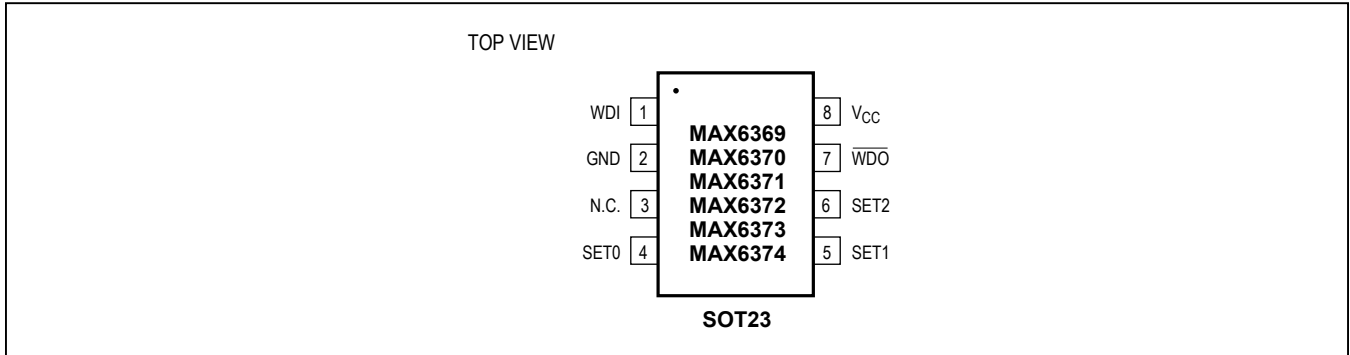 TOP VIEW
WDI 1
GND 2
N.C. 3
SET0 4
MAX6369
MAX6370
MAX6371
MAX6372
MAX6373
MAX6374
8 VCC
7 WDO
6 SET2
5 SET1
SOT23